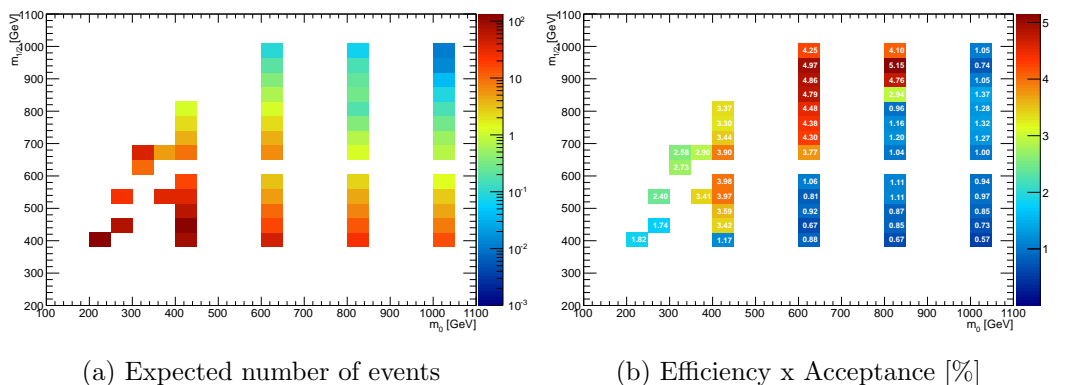 m1/2 [GeV]
1100
1000
900
800
700
600
500
400
300
200
100 200 300 400 500 600 700 800 900 1000 1100
m0 [GeV]
10^2
10
1
10^-1
10^-2
10^-3
(a) Expected number of events
m1/2 [GeV]
1100
1000
900
800
700
600
500
400
300
200
4.25 4.10 1.05
4.97 5.15 0.74
4.86 4.76 1.05
4.79 2.94 1.37
3.37 4.48 0.96 1.28
3.30 4.38 1.16 1.32
3.44 4.30 1.20 1.27
2.58 2.90 3.90 3.77 1.04 1.00
2.73
3.98 1.06 1.11 0.94
2.40 3.41 3.97 0.81 1.11 0.97
3.59 0.92 0.87 0.85
1.74 3.42 0.67 0.85 0.73
1.82 1.17 0.88 0.67 0.57
100 200 300 400 500 600 700 800 900 1000 1100
m0 [GeV]
5
4
3
2
1
(b) Efficiency x Acceptance [%]